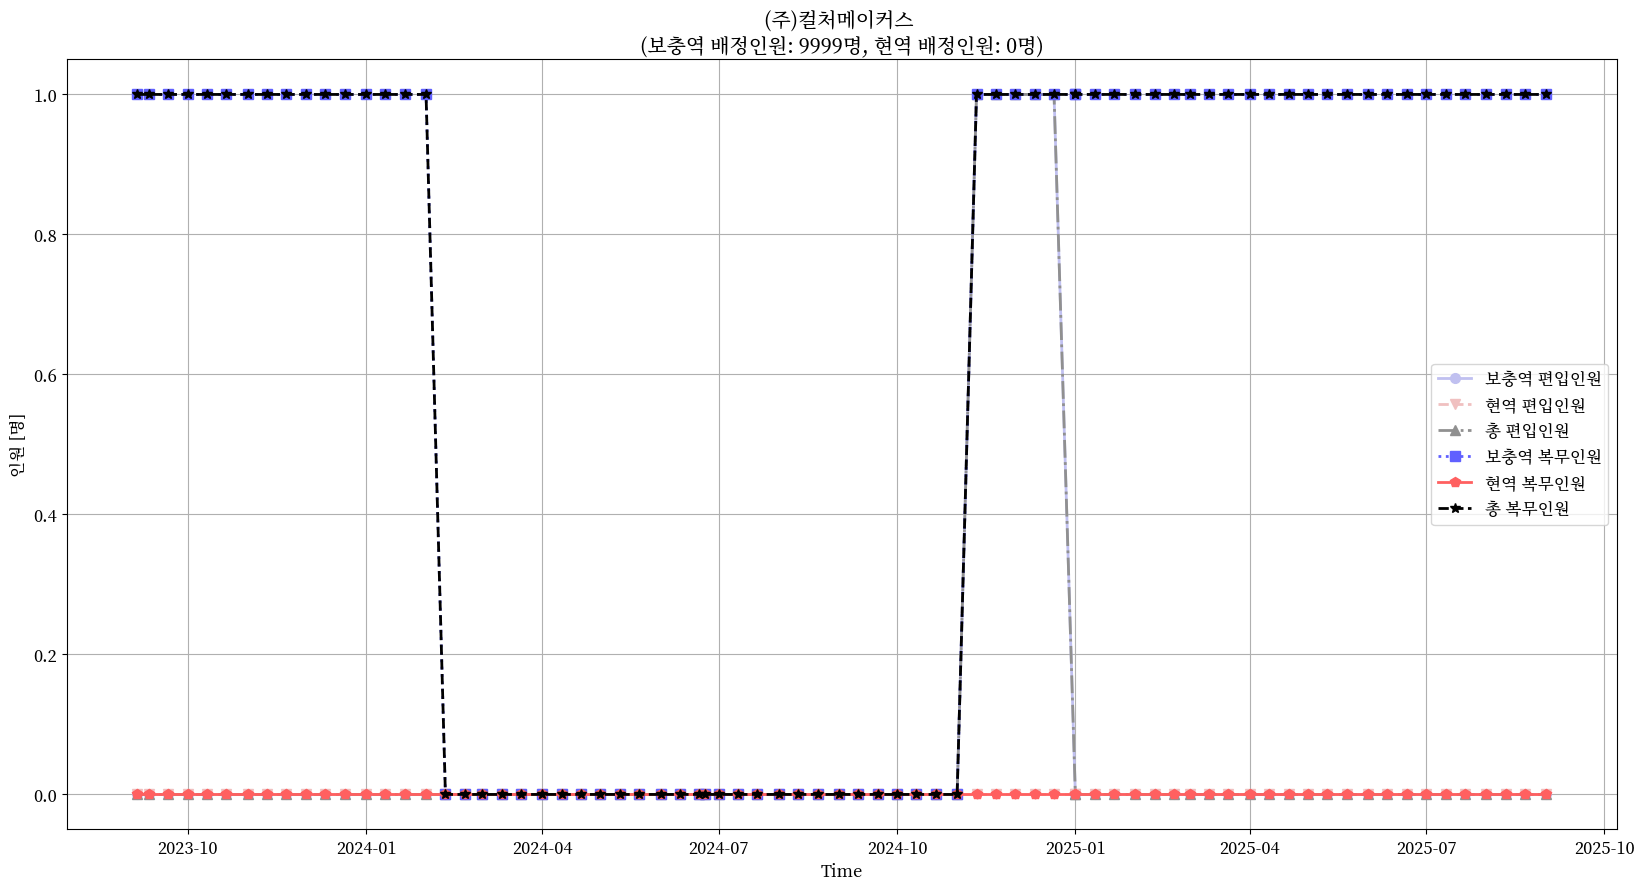 (주)컬처메이커스
(보충역 배정인원: 9999명, 현역 배정인원: 0명)
인원 [명]
1.0
0.8
0.6
0.4
0.2
0.0
보충역 편입인원
현역 편입인원
총 편입인원
보충역 복무인원
현역 복무인원
총 복무인원
2023-10
2024-01
2024-04
2024-07
2024-10
2025-01
2025-04
2025-07
2025-10
Time